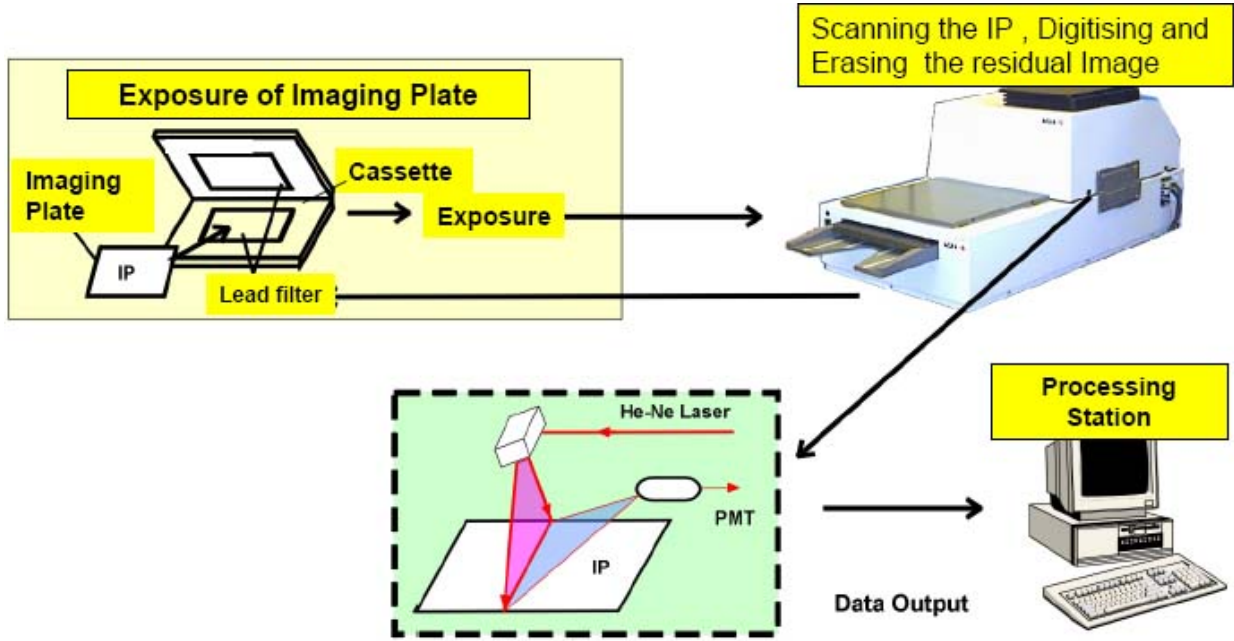 Scanning the IP , Digitising and
Erasing the residual Image
Exposure of Imaging Plate
Imaging
Plate
Cassette
Exposure
IP
Lead filter
He-Ne Laser
PMT
IP
Processing
Station
Data Output